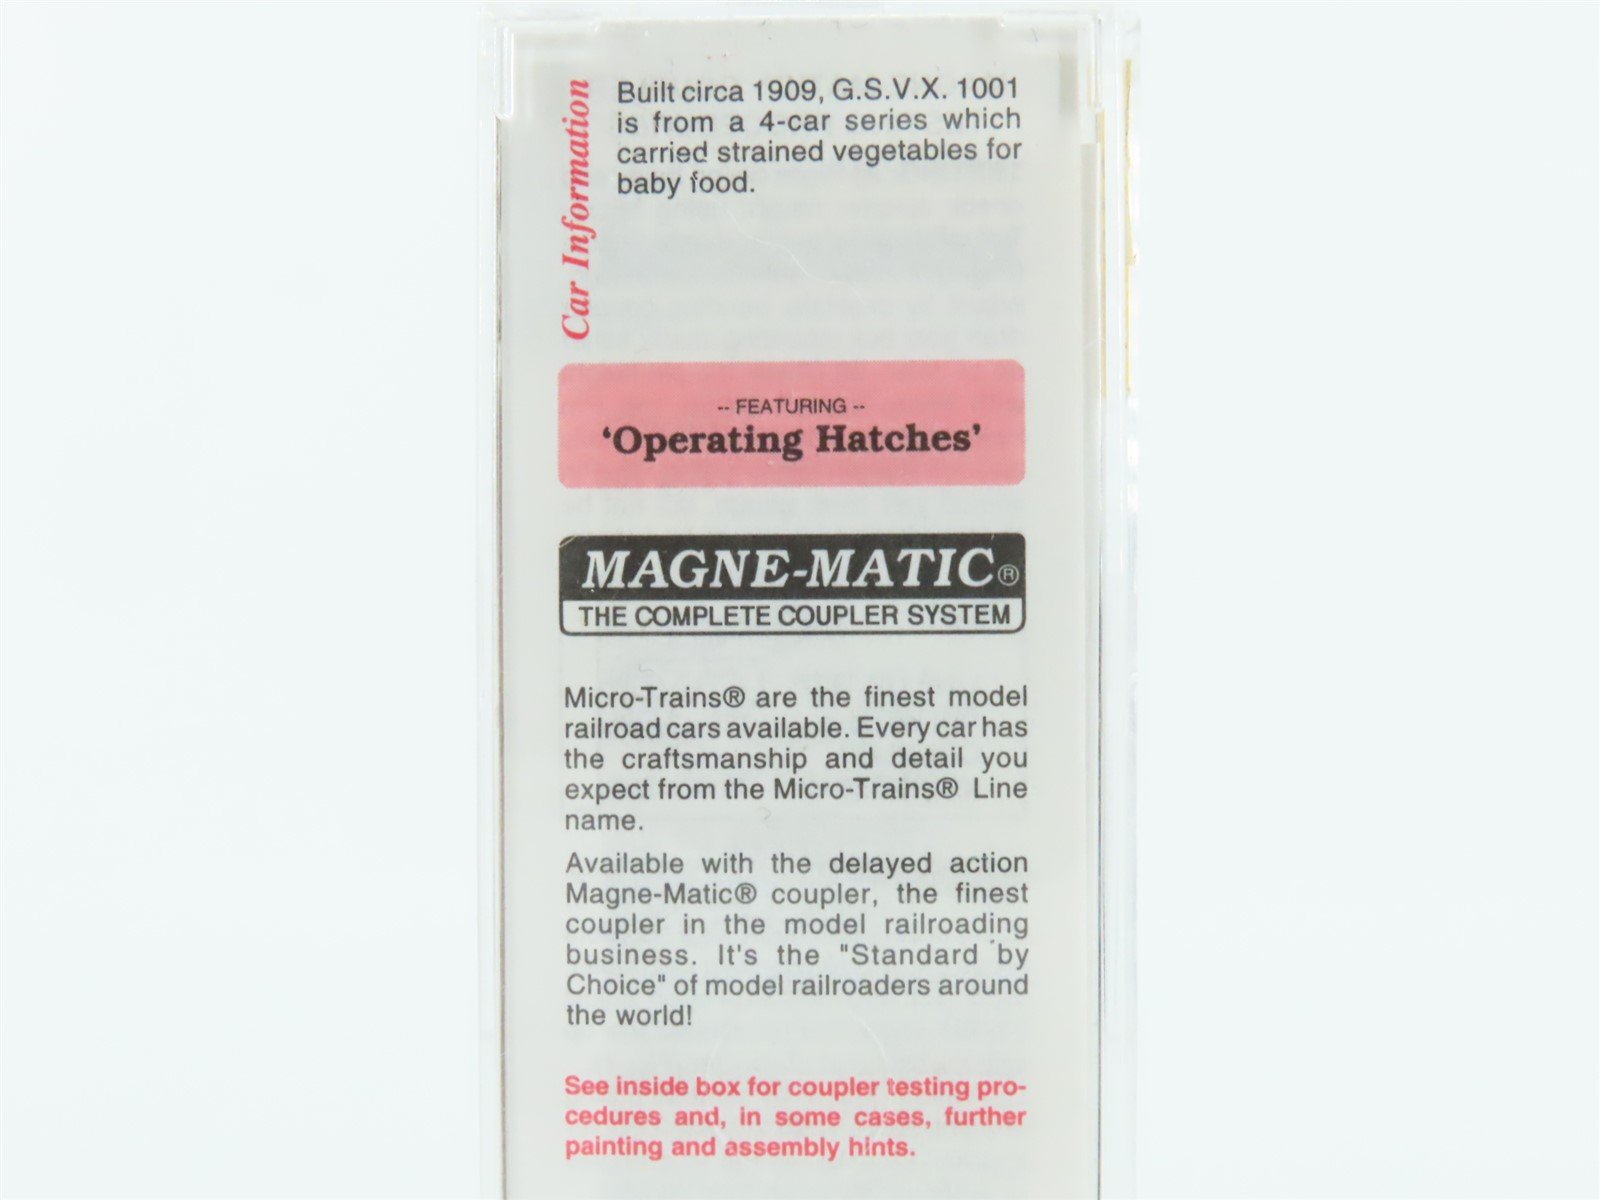 Car Information
Built circa 1909, G.S.V.X. 1001
is from a 4-car series which
carried strained vegetables for
baby food.
-- FEATURING --
‘Operating Hatches’
MAGNE-MATIC®
THE COMPLETE COUPLER SYSTEM
Micro-Trains® are the finest model
railroad cars available. Every car has
the craftsmanship and detail you
expect from the Micro-Trains® Line
name.
Available with the delayed action
Magne-Matic® coupler, the finest
coupler in the model railroading
business. It's the "Standard by
Choice" of model railroaders around
the world!
See inside box for coupler testing pro-
cedures and, in some cases, further
painting and assembly hints.